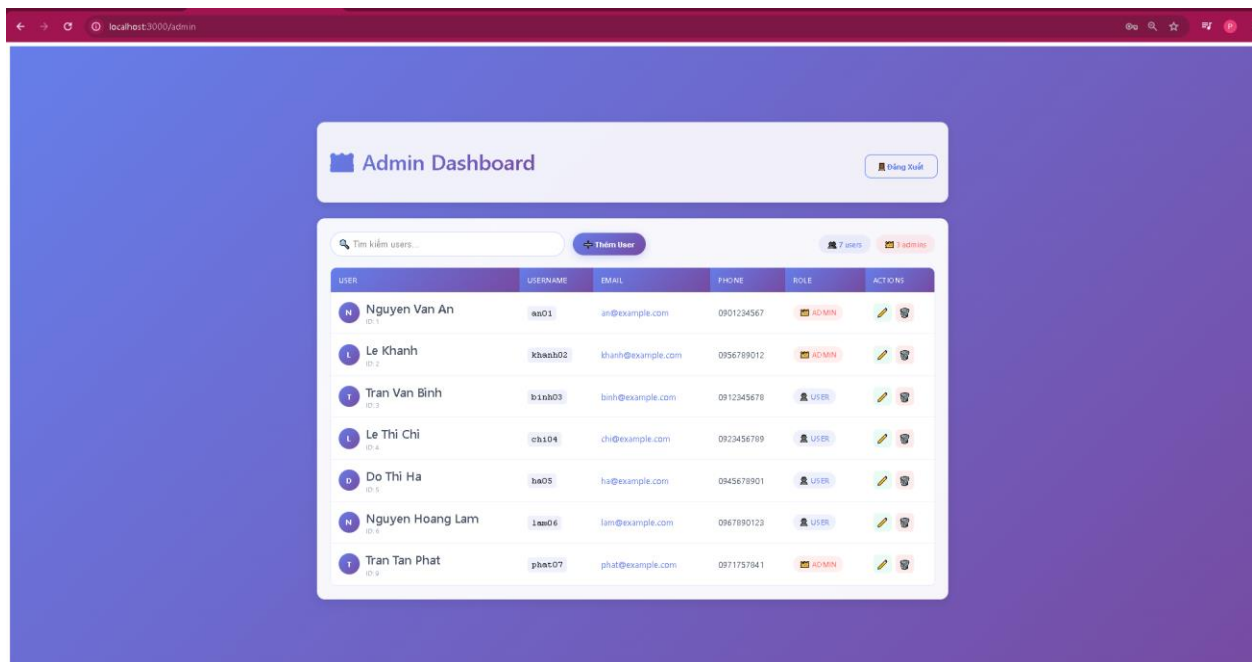 localhost:3000/admin
P
Admin Dashboard
Đăng Xuất
Tìm kiếm users...
Thêm User
7 users
3 admins
USER USERNAME EMAIL PHONE ROLE ACTIONS
N Nguyen Van An an01 an@example.com 0901234567 ADMIN
ID: 1
L Le Khanh khanh02 khanh@example.com 0956789012 ADMIN
ID: 2
T Tran Van Binh binh03 binh@example.com 0912345678 USER
ID: 3
L Le Thi Chi chi04 chi@example.com 0923456789 USER
ID: 4
D Do Thi Ha ha05 ha@example.com 0945678901 USER
ID: 5
N Nguyen Hoang Lam lam06 lam@example.com 0967890123 USER
ID: 6
T Tran Tan Phat phat07 phat@example.com 0971757841 ADMIN
ID: 9